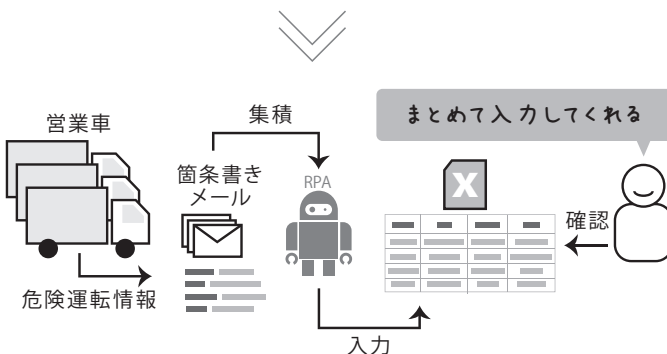 まとめて入力してくれる
営業車
集積
箇条書き
メール
RPA
X
確認
危険運転情報
入力